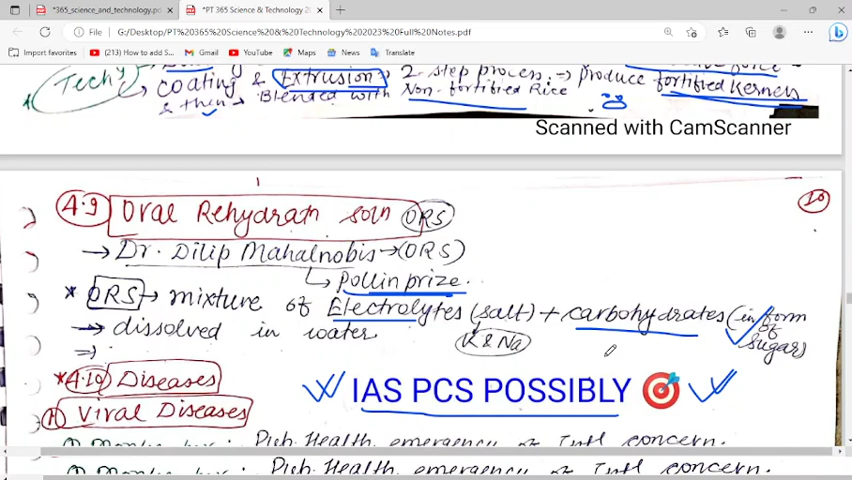 *365_science_and_technology.pd
*PT 365 Science & Technology 2
File
G:/Desktop/PT%20365%20Science%20&%20Technology%202023%20Full%20Notes.pdf
Import favorites
(213) How to add S...
Gmail
YouTube
Maps
News
Translate
Techy
coating & Extrusion 2-step process → produce fortified Kernels
& then → Blended with Non-fortified Rice
Scanned with CamScanner
4.9 Oral Rehydratn soln ORS
20
→ Dr. Dilip Mahalnobis → (ORS)
↳ Pollin prize.
* ORS → mixture of Electrolytes (salt) + carbohydrates (in form of sugar)
→ dissolved in water
K & Na
⇒
*4.10 Diseases
IAS PCS POSSIBLY 🎯
A Viral Diseases
Pub. Health emergency of Intl concern.
Pub. Health emergency of Intl concern.